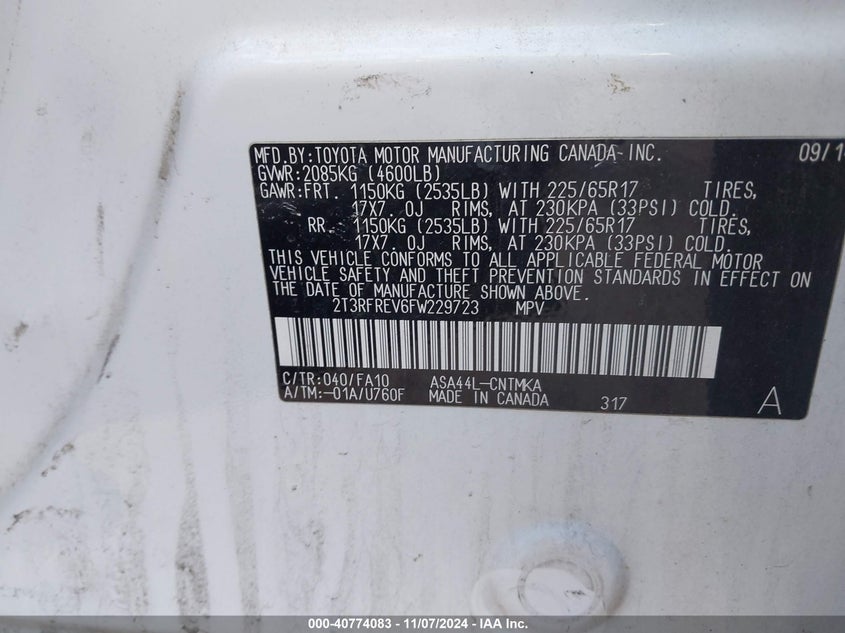 MFD.BY:TOYOTA MOTOR MANUFACTURING CANADA INC. 09/1
GVWR:2085KG (4600LB)
GAWR:FRT. 1150KG (2535LB) WITH 225/65R17 TIRES,
17X7.0J RIMS, AT 230KPA (33PSI) COLD.
RR. 1150KG (2535LB) WITH 225/65R17 TIRES,
17X7.0J RIMS, AT 230KPA (33PSI) COLD.
THIS VEHICLE CONFORMS TO ALL APPLICABLE FEDERAL MOTOR
VEHICLE SAFETY AND THEFT PREVENTION STANDARDS IN EFFECT ON
THE DATE OF MANUFACTURE SHOWN ABOVE.
2T3RFREV6FW229723 MPV
C/TR:040/FA10 ASA44L-CNTMKA
A/TM:-01A/U760F MADE IN CANADA 317 A
000-40774083 - 11/07/2024 - IAA Inc.